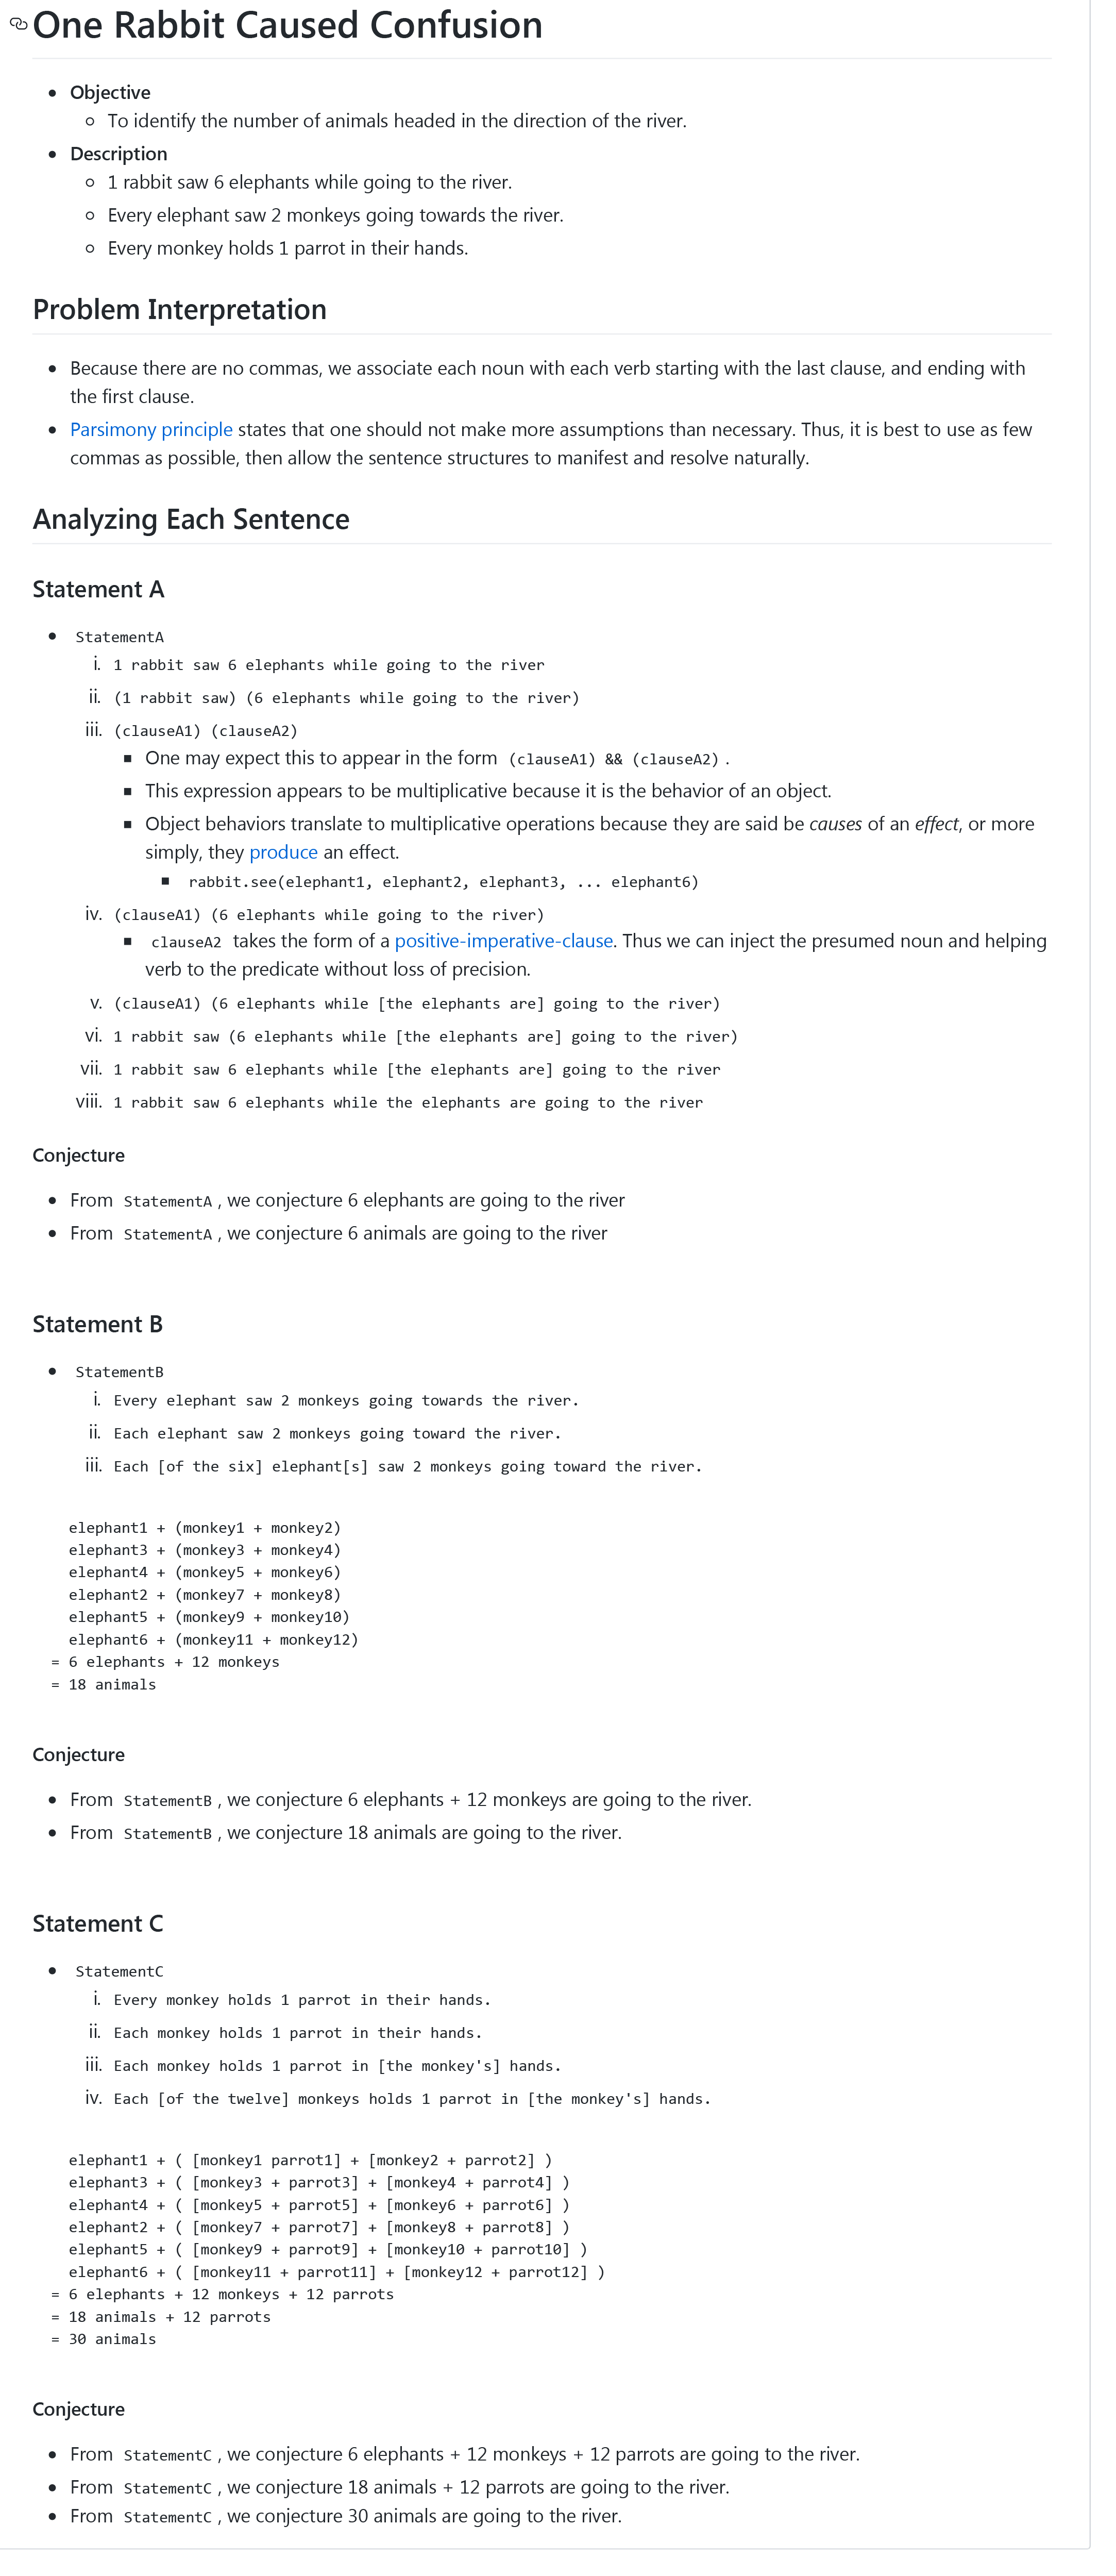 One Rabbit Caused Confusion
Objective
To identify the number of animals headed in the direction of the river.
Description
1 rabbit saw 6 elephants while going to the river.
Every elephant saw 2 monkeys going towards the river.
Every monkey holds 1 parrot in their hands.
Problem Interpretation
Because there are no commas, we associate each noun with each verb starting with the last clause, and ending with
the first clause.
Parsimony principle states that one should not make more assumptions than necessary. Thus, it is best to use as few
commas as possible, then allow the sentence structures to manifest and resolve naturally.
Analyzing Each Sentence
Statement A
StatementA
i. 1 rabbit saw 6 elephants while going to the river
ii. (1 rabbit saw) (6 elephants while going to the river)
iii. (clauseA1) (clauseA2)
One may expect this to appear in the form (clauseA1) && (clauseA2) .
This expression appears to be multiplicative because it is the behavior of an object.
Object behaviors translate to multiplicative operations because they are said be causes of an effect, or more
simply, they produce an effect.
rabbit.see(elephant1, elephant2, elephant3, ... elephant6)
iv. (clauseA1) (6 elephants while going to the river)
clauseA2 takes the form of a positive-imperative-clause. Thus we can inject the presumed noun and helping
verb to the predicate without loss of precision.
v. (clauseA1) (6 elephants while [the elephants are] going to the river)
vi. 1 rabbit saw (6 elephants while [the elephants are] going to the river)
vii. 1 rabbit saw 6 elephants while [the elephants are] going to the river
viii. 1 rabbit saw 6 elephants while the elephants are going to the river
Conjecture
From StatementA , we conjecture 6 elephants are going to the river
From StatementA , we conjecture 6 animals are going to the river
Statement B
StatementB
i. Every elephant saw 2 monkeys going towards the river.
ii. Each elephant saw 2 monkeys going toward the river.
iii. Each [of the six] elephant[s] saw 2 monkeys going toward the river.
elephant1 + (monkey1 + monkey2)
elephant3 + (monkey3 + monkey4)
elephant4 + (monkey5 + monkey6)
elephant2 + (monkey7 + monkey8)
elephant5 + (monkey9 + monkey10)
elephant6 + (monkey11 + monkey12)
= 6 elephants + 12 monkeys
= 18 animals
Conjecture
From StatementB , we conjecture 6 elephants + 12 monkeys are going to the river.
From StatementB , we conjecture 18 animals are going to the river.
Statement C
StatementC
i. Every monkey holds 1 parrot in their hands.
ii. Each monkey holds 1 parrot in their hands.
iii. Each monkey holds 1 parrot in [the monkey's] hands.
iv. Each [of the twelve] monkeys holds 1 parrot in [the monkey's] hands.
elephant1 + ( [monkey1 parrot1] + [monkey2 + parrot2] )
elephant3 + ( [monkey3 + parrot3] + [monkey4 + parrot4] )
elephant4 + ( [monkey5 + parrot5] + [monkey6 + parrot6] )
elephant2 + ( [monkey7 + parrot7] + [monkey8 + parrot8] )
elephant5 + ( [monkey9 + parrot9] + [monkey10 + parrot10] )
elephant6 + ( [monkey11 + parrot11] + [monkey12 + parrot12] )
= 6 elephants + 12 monkeys + 12 parrots
= 18 animals + 12 parrots
= 30 animals
Conjecture
From StatementC , we conjecture 6 elephants + 12 monkeys + 12 parrots are going to the river.
From StatementC , we conjecture 18 animals + 12 parrots are going to the river.
From StatementC , we conjecture 30 animals are going to the river.